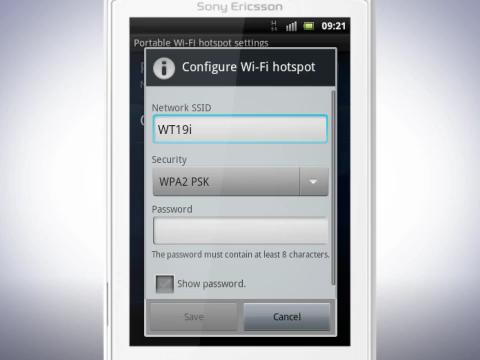 Sony Ericsson
09:21
Portable Wi-Fi hotspot settings
Configure Wi-Fi hotspot
Network SSID
WT19i
Security
WPA2 PSK
Password
The password must contain at least 8 characters.
Show password.
Save
Cancel